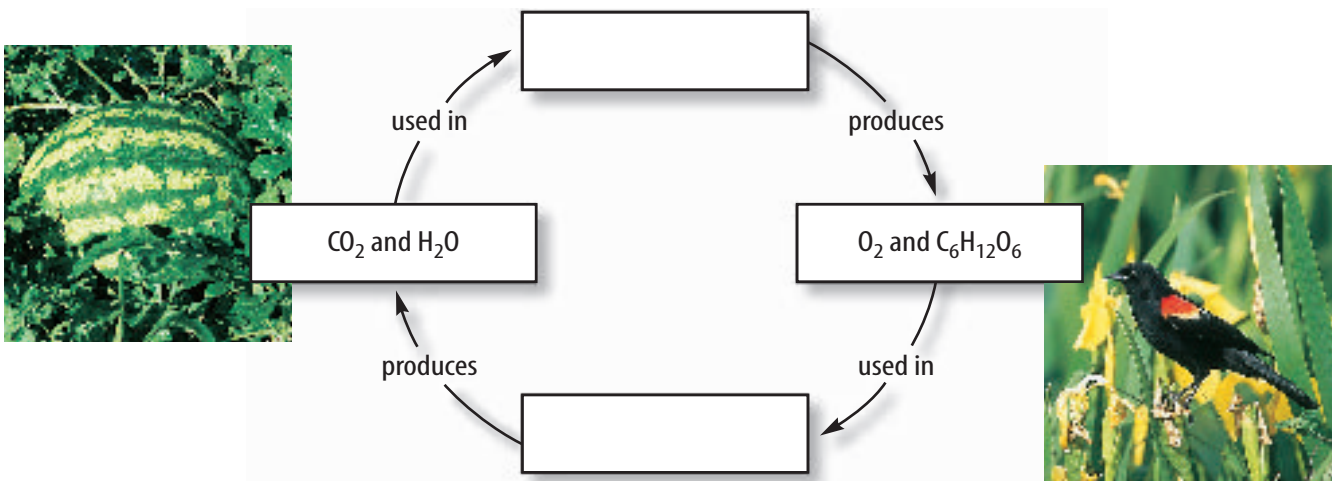 used in
produces
CO₂ and H₂O
O₂ and C₆H₁₂O₆
produces
used in